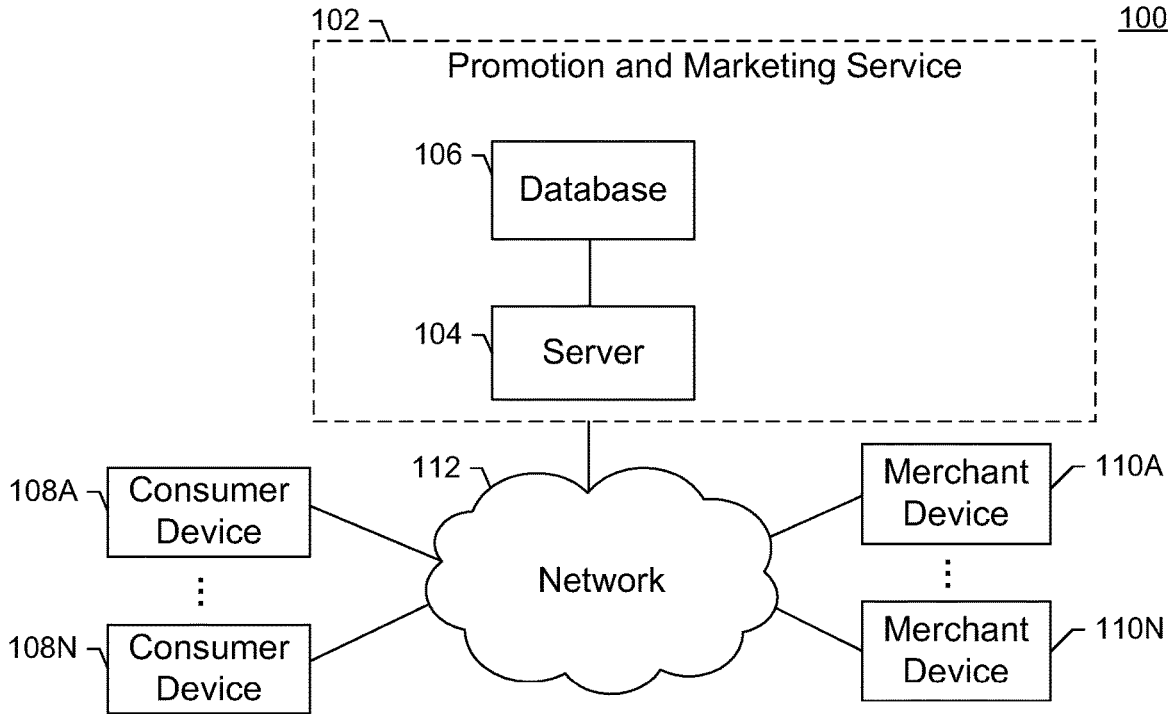 100
102
Promotion and Marketing Service
106
Database
104
Server
112
108A
Consumer
Device
Merchant
Device
110A
Network
108N
Consumer
Device
Merchant
Device
110N